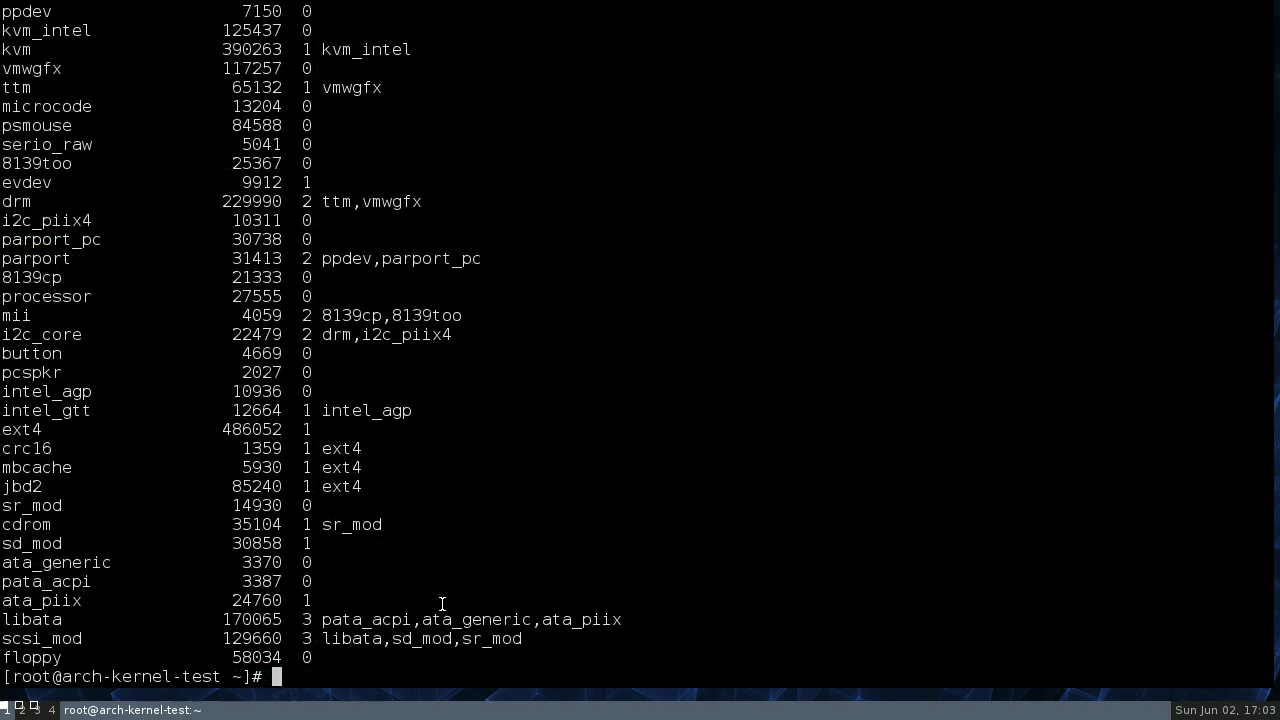 ppdev 7150 0
kvm_intel 125437 0
kvm 390263 1 kvm_intel
vmwgfx 117257 0
ttm 65132 1 vmwgfx
microcode 13204 0
psmouse 84588 0
serio_raw 5041 0
8139too 25367 0
evdev 9912 1
drm 229990 2 ttm,vmwgfx
i2c_piix4 10311 0
parport_pc 30738 0
parport 31413 2 ppdev,parport_pc
8139cp 21333 0
processor 27555 0
mii 4059 2 8139cp,8139too
i2c_core 22479 2 drm,i2c_piix4
button 4669 0
pcspkr 2027 0
intel_agp 10936 0
intel_gtt 12664 1 intel_agp
ext4 486052 1
crc16 1359 1 ext4
mbcache 5930 1 ext4
jbd2 85240 1 ext4
sr_mod 14930 0
cdrom 35104 1 sr_mod
sd_mod 30858 1
ata_generic 3370 0
pata_acpi 3387 0
ata_piix 24760 1
libata 170065 3 pata_acpi,ata_generic,ata_piix
scsi_mod 129660 3 libata,sd_mod,sr_mod
floppy 58034 0
[root@arch-kernel-test ~]#
1 2 3 4 root@arch-kernel-test:~ Sun Jun 02, 17:03